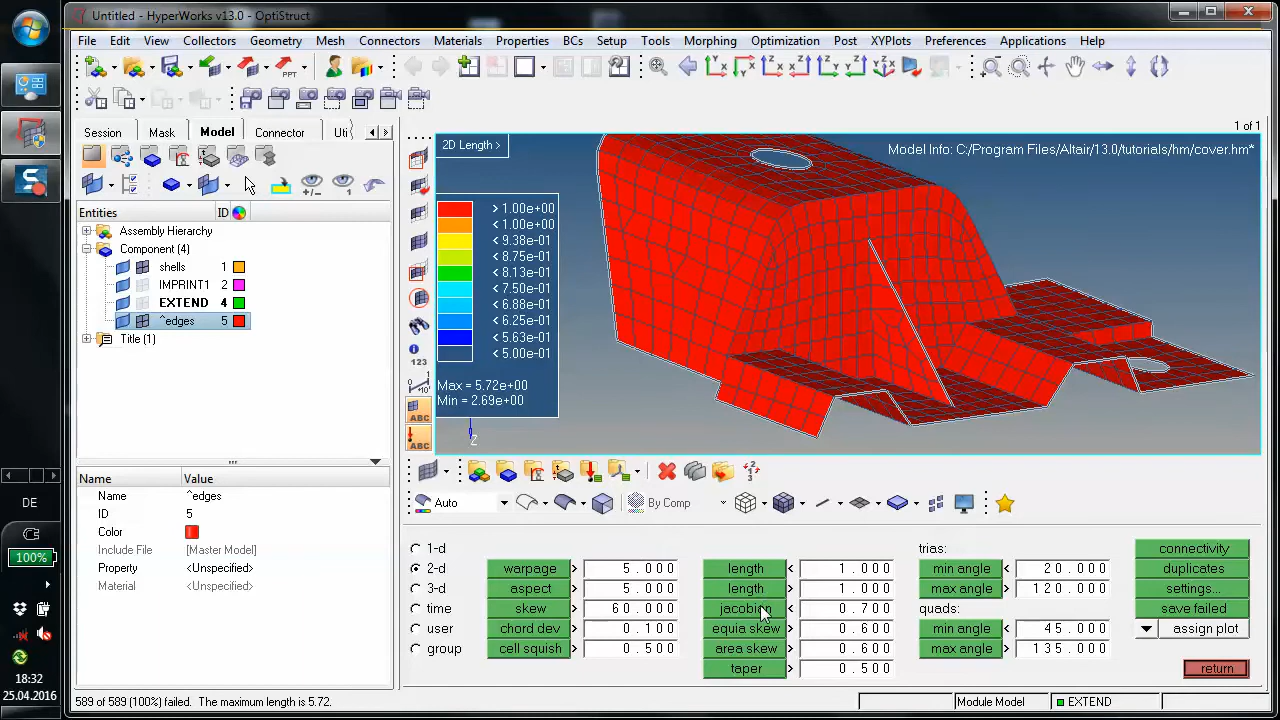 Untitled - HyperWorks v13.0 - OptiStruct
File Edit View Collectors Geometry Mesh Connectors Materials Properties BCs Setup Tools Morphing Optimization Post XYPlots Preferences Applications Help
Session Mask Model Connector Uti
1 of 1
2D Length >
Model Info: C:/Program Files/Altair/13.0/tutorials/hm/cover.hm*
Entities ID
Assembly Hierarchy
Component (4)
shells 1
IMPRINT1 2
EXTEND 4
^edges 5
Title (1)
> 1.00e+00
< 1.00e+00
< 9.38e-01
< 8.75e-01
< 8.13e-01
< 7.50e-01
< 6.88e-01
< 6.25e-01
< 5.63e-01
< 5.00e-01
Max = 5.72e+00
Min = 2.69e+00
Z
123
ABC
ABC
Name Value
Name ^edges
ID 5
Color
Include File [Master Model]
Property <Unspecified>
Material <Unspecified>
Auto By Comp
1-d
2-d
3-d
time
user
group
warpage > 5.000
aspect > 5.000
skew > 60.000
chord dev > 0.100
cell squish > 0.500
length < 1.000
length > 1.000
jacobian < 0.700
equia skew > 0.600
area skew > 0.600
taper > 0.500
trias:
min angle < 20.000
max angle > 120.000
quads:
min angle < 45.000
max angle > 135.000
connectivity
duplicates
settings...
save failed
assign plot
return
DE
100%
18:32
25.04.2016
589 of 589 (100%) failed. The maximum length is 5.72.
Module Model
EXTEND